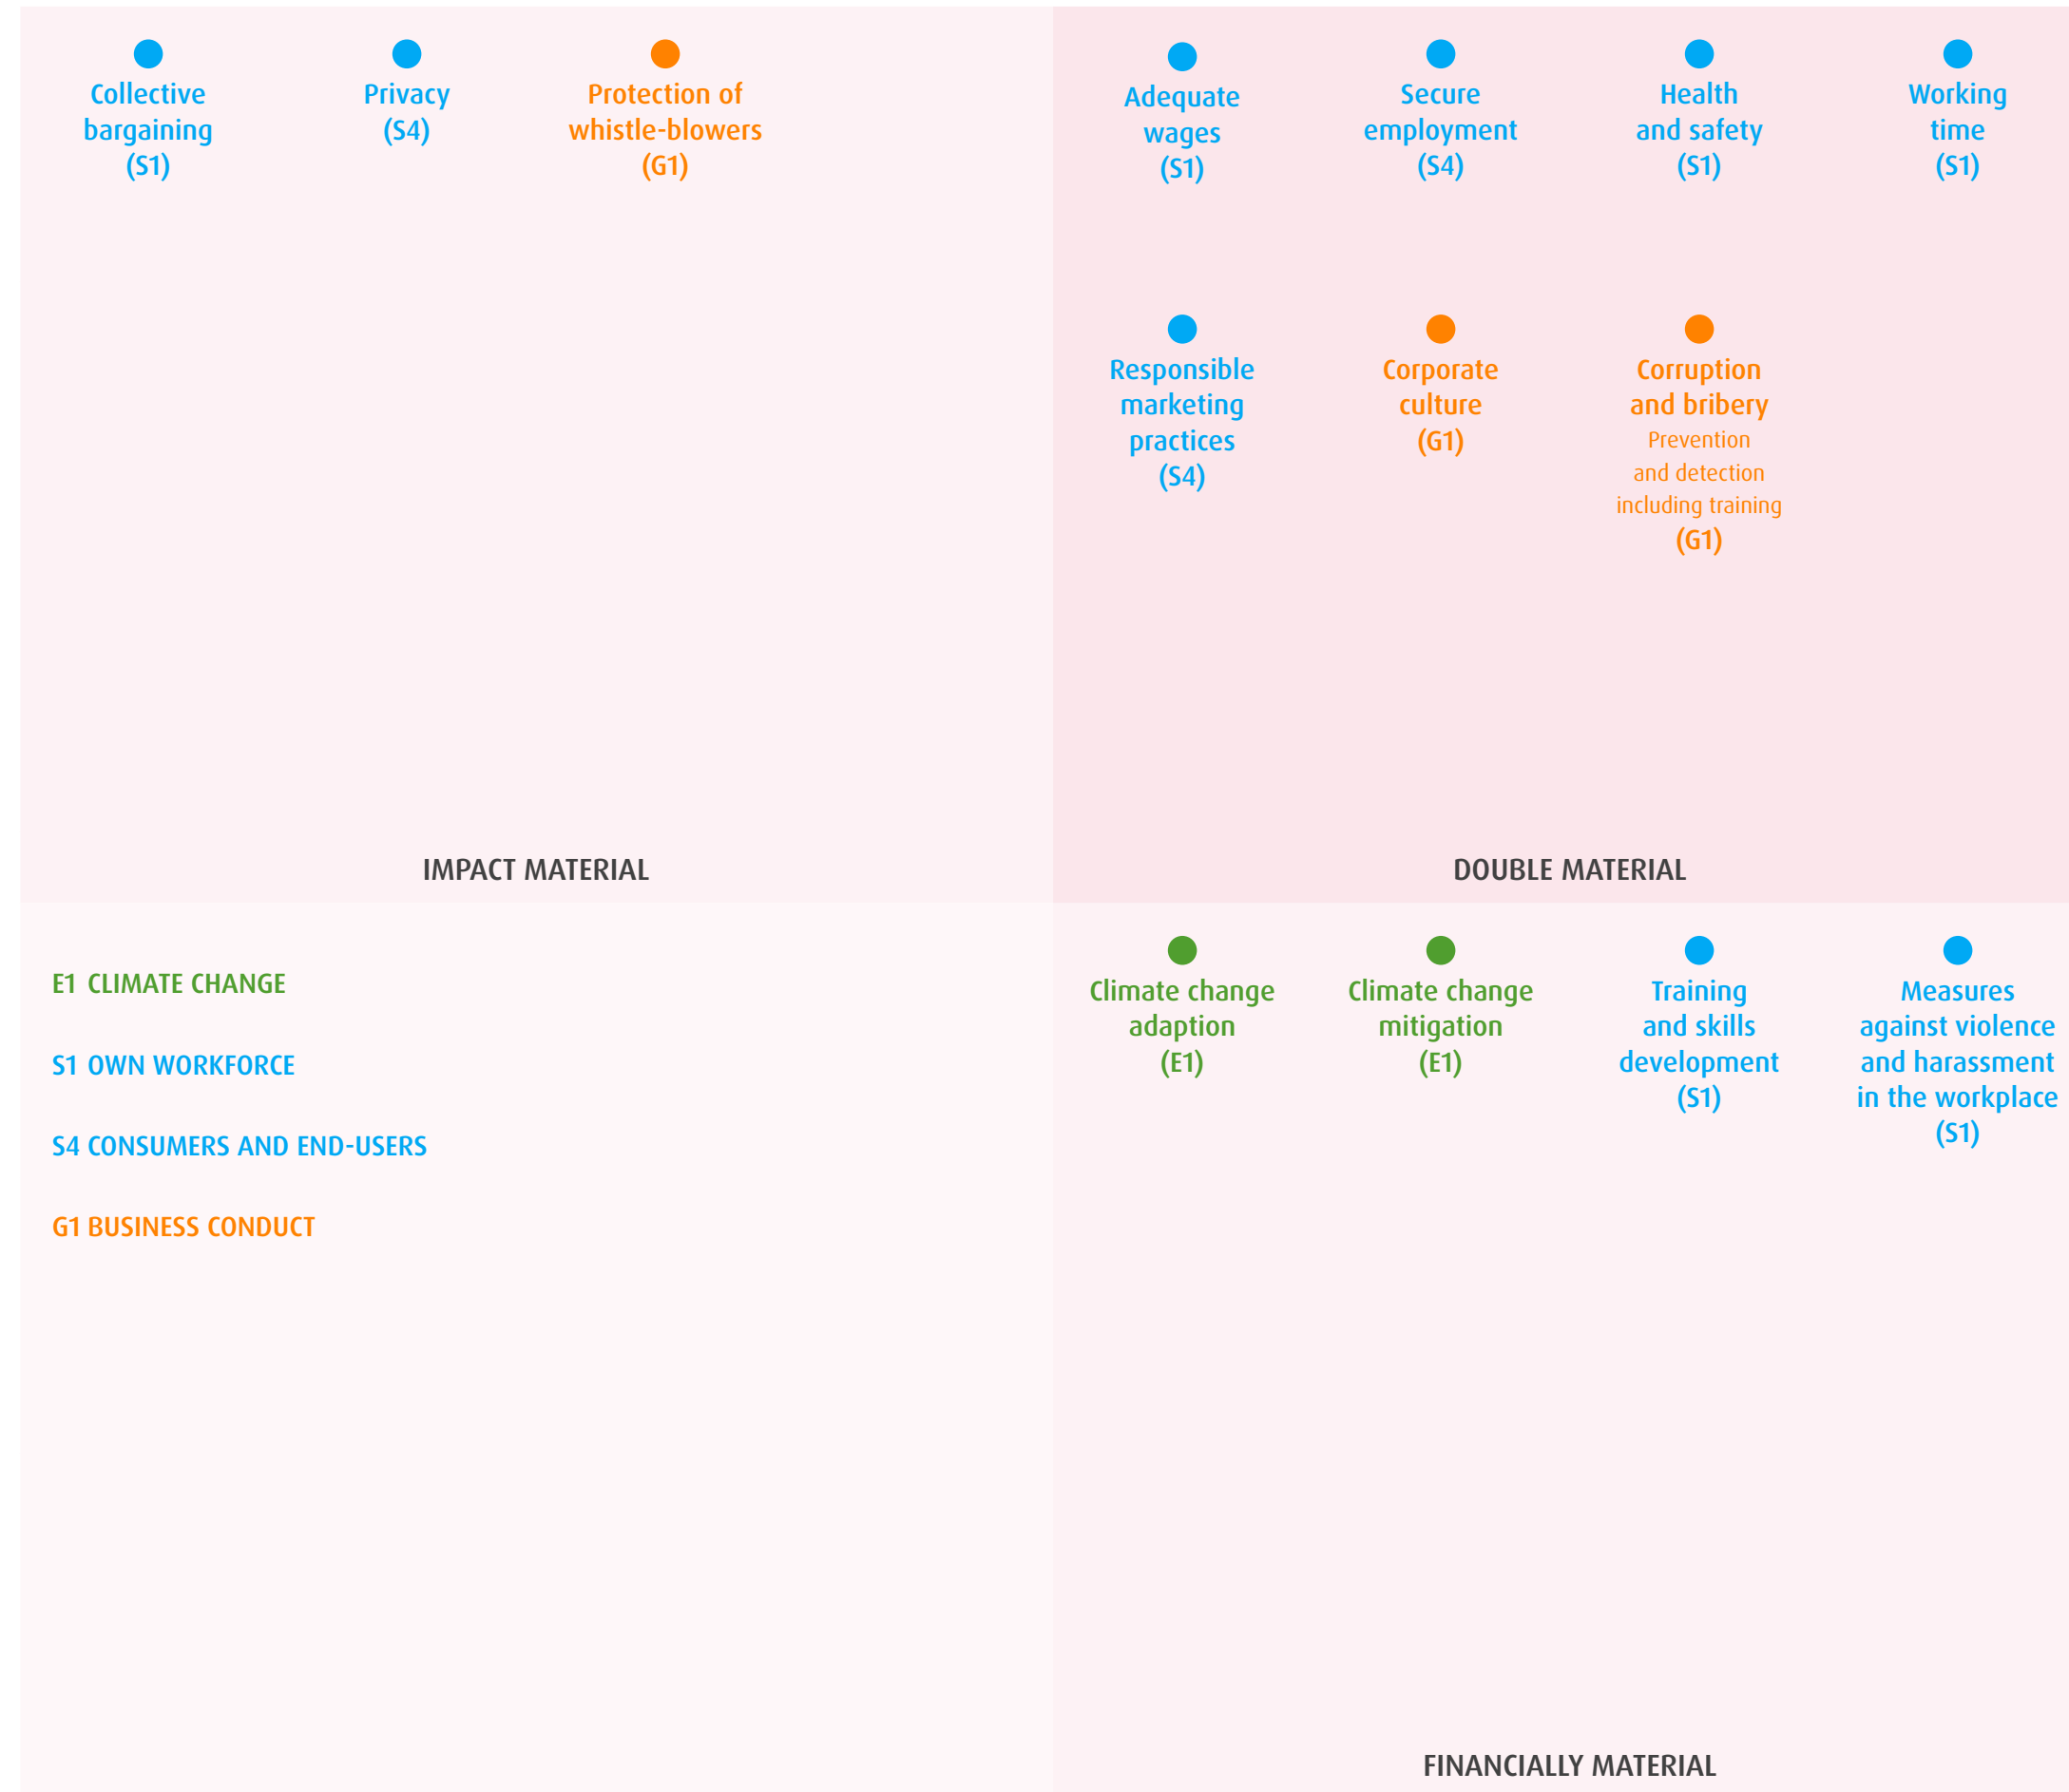 Collective
bargaining
(S1)
Privacy
(S4)
Protection of
whistle-blowers
(G1)
Adequate
wages
(S1)
Secure
employment
(S4)
Health
and safety
(S1)
Working
time
(S1)
Responsible
marketing
practices
(S4)
Corporate
culture
(G1)
Corruption
and bribery
Prevention
and detection
including training
(G1)
IMPACT MATERIAL
DOUBLE MATERIAL
E1 CLIMATE CHANGE
S1 OWN WORKFORCE
S4 CONSUMERS AND END-USERS
G1 BUSINESS CONDUCT
Climate change
adaption
(E1)
Climate change
mitigation
(E1)
Training
and skills
development
(S1)
Measures
against violence
and harassment
in the workplace
(S1)
FINANCIALLY MATERIAL